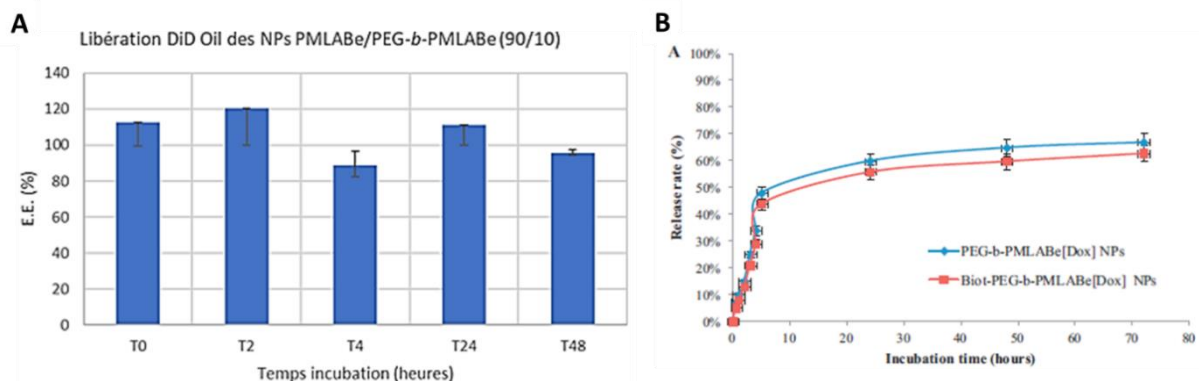 A
Libération DiD Oil des NPs PMLABe/PEG-b-PMLABe (90/10)
140
120
100
80
60
40
20
0
E.E. (%)
T0 T2 T4 T24 T48
Temps incubation (heures)
B
A
100%
90%
80%
70%
60%
50%
40%
30%
20%
10%
0%
Release rate (%)
PEG-b-PMLABe[Dox] NPs
Biot-PEG-b-PMLABe[Dox] NPs
0 10 20 30 40 50 60 70 80
Incubation time (hours)